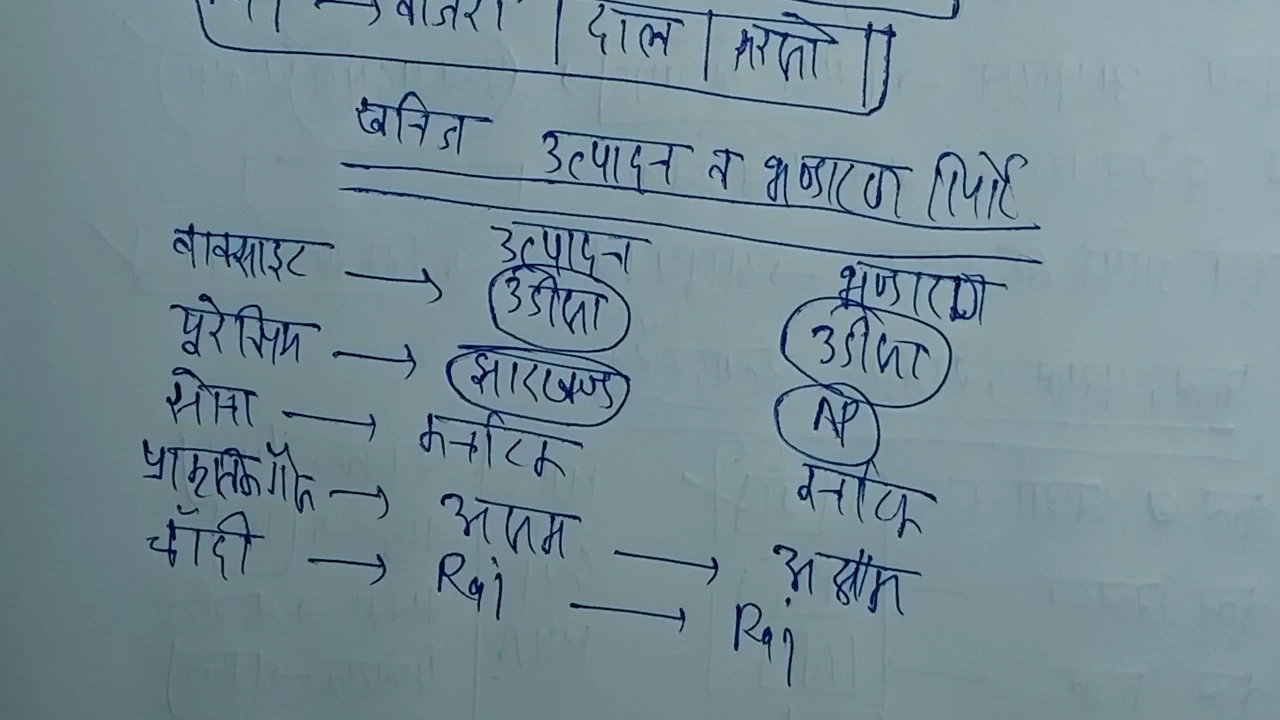 बाजरा | दाल | सरसो
खनिज उत्पादन व भण्डारण रिपोर्ट
उत्पादन भण्डारण
बाक्साइट → उडीसा उडीसा
यूरेनियम → झारखण्ड AP
सोना → कर्नाटक कर्नाटक
प्राकृतिक गैस → असम → असम
चाँदी → Raj → Raj